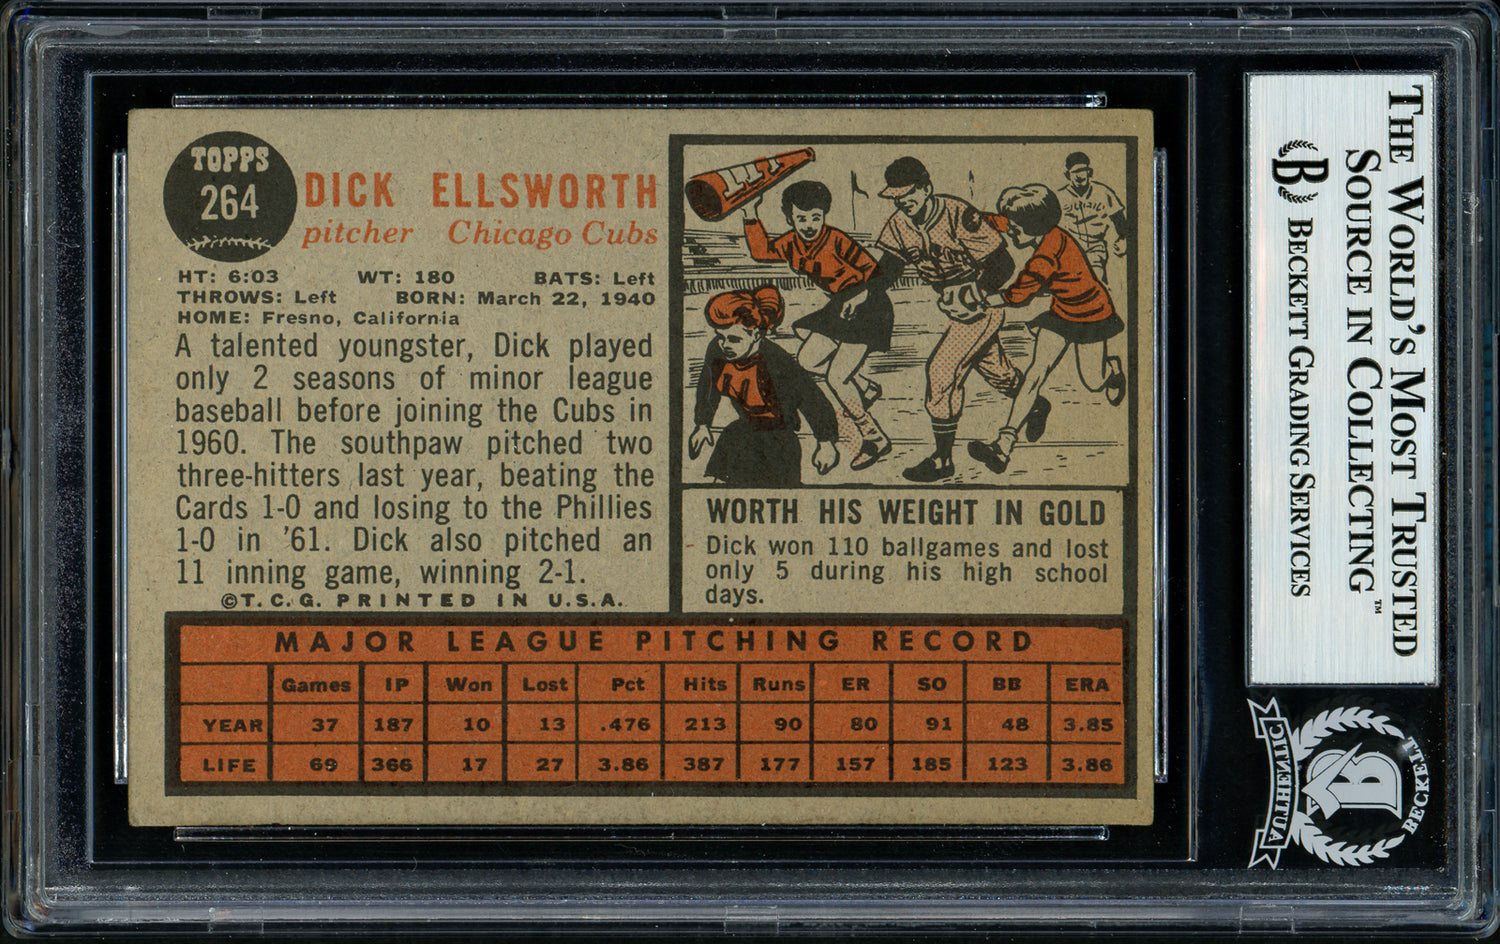 TOPPS
264
DICK ELLSWORTH
pitcher Chicago Cubs
HT: 6:03 WT: 180 BATS: Left
THROWS: Left BORN: March 22, 1940
HOME: Fresno, California
A talented youngster, Dick played
only 2 seasons of minor league
baseball before joining the Cubs in
1960. The southpaw pitched two
three-hitters last year, beating the
Cards 1-0 and losing to the Phillies
1-0 in '61. Dick also pitched an
11 inning game, winning 2-1.
©T.C.G. PRINTED IN U.S.A.
WORTH HIS WEIGHT IN GOLD
Dick won 110 ballgames and lost
only 5 during his high school
days.
MAJOR LEAGUE PITCHING RECORD
Games IP Won Lost Pct Hits Runs ER SO BB ERA
YEAR 37 187 10 13 .476 213 90 80 91 48 3.85
LIFE 69 366 17 27 3.86 387 177 157 185 123 3.86
THE WORLD'S MOST TRUSTED
SOURCE IN COLLECTING™
B BECKETT GRADING SERVICES
AUTHENTIC
B
BECKETT